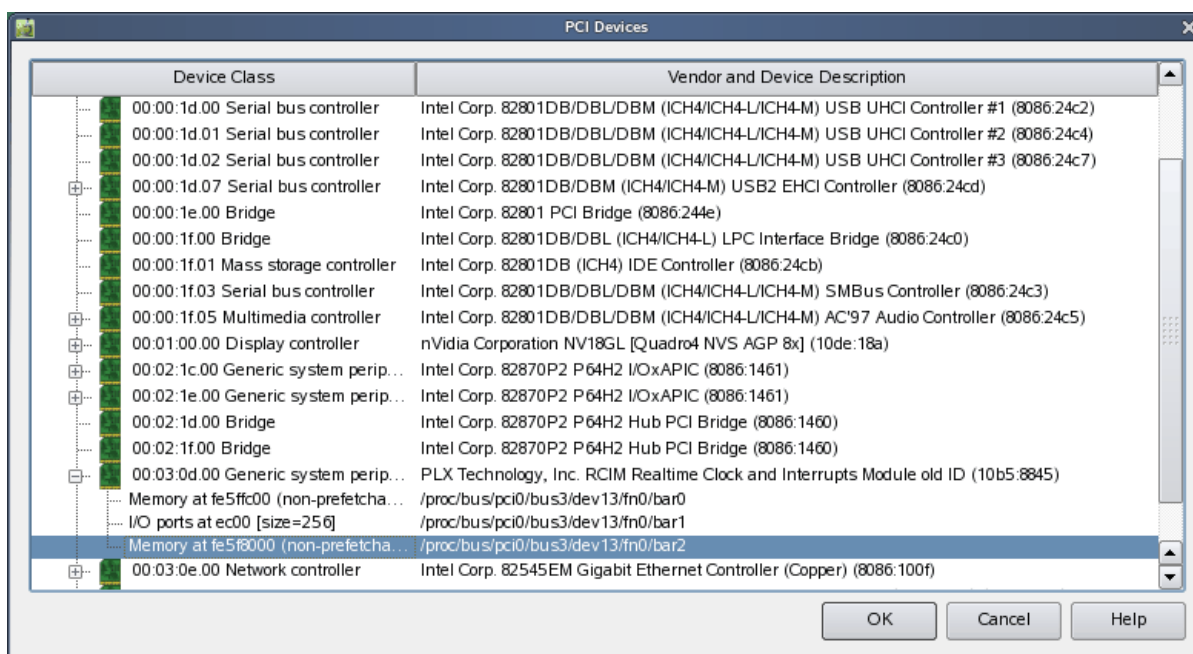 PCI Devices
Device Class Vendor and Device Description
00:00:1d.00 Serial bus controller Intel Corp. 82801DB/DBL/DBM (ICH4/ICH4-L/ICH4-M) USB UHCI Controller #1 (8086:24c2)
00:00:1d.01 Serial bus controller Intel Corp. 82801DB/DBL/DBM (ICH4/ICH4-L/ICH4-M) USB UHCI Controller #2 (8086:24c4)
00:00:1d.02 Serial bus controller Intel Corp. 82801DB/DBL/DBM (ICH4/ICH4-L/ICH4-M) USB UHCI Controller #3 (8086:24c7)
00:00:1d.07 Serial bus controller Intel Corp. 82801DB/DBM (ICH4/ICH4-M) USB2 EHCI Controller (8086:24cd)
00:00:1e.00 Bridge Intel Corp. 82801 PCI Bridge (8086:244e)
00:00:1f.00 Bridge Intel Corp. 82801DB/DBL (ICH4/ICH4-L) LPC Interface Bridge (8086:24c0)
00:00:1f.01 Mass storage controller Intel Corp. 82801DB (ICH4) IDE Controller (8086:24cb)
00:00:1f.03 Serial bus controller Intel Corp. 82801DB/DBL/DBM (ICH4/ICH4-L/ICH4-M) SMBus Controller (8086:24c3)
00:00:1f.05 Multimedia controller Intel Corp. 82801DB/DBL/DBM (ICH4/ICH4-L/ICH4-M) AC'97 Audio Controller (8086:24c5)
00:01:00.00 Display controller nVidia Corporation NV18GL [Quadro4 NVS AGP 8x] (10de:18a)
00:02:1c.00 Generic system perip... Intel Corp. 82870P2 P64H2 I/OxAPIC (8086:1461)
00:02:1e.00 Generic system perip... Intel Corp. 82870P2 P64H2 I/OxAPIC (8086:1461)
00:02:1d.00 Bridge Intel Corp. 82870P2 P64H2 Hub PCI Bridge (8086:1460)
00:02:1f.00 Bridge Intel Corp. 82870P2 P64H2 Hub PCI Bridge (8086:1460)
00:03:0d.00 Generic system perip... PLX Technology, Inc. RCIM Realtime Clock and Interrupts Module old ID (10b5:8845)
Memory at fe5ffc00 (non-prefetcha... /proc/bus/pci0/bus3/dev13/fn0/bar0
I/O ports at ec00 [size=256] /proc/bus/pci0/bus3/dev13/fn0/bar1
Memory at fe5f8000 (non-prefetcha... /proc/bus/pci0/bus3/dev13/fn0/bar2
00:03:0e.00 Network controller Intel Corp. 82545EM Gigabit Ethernet Controller (Copper) (8086:100f)
OK Cancel Help